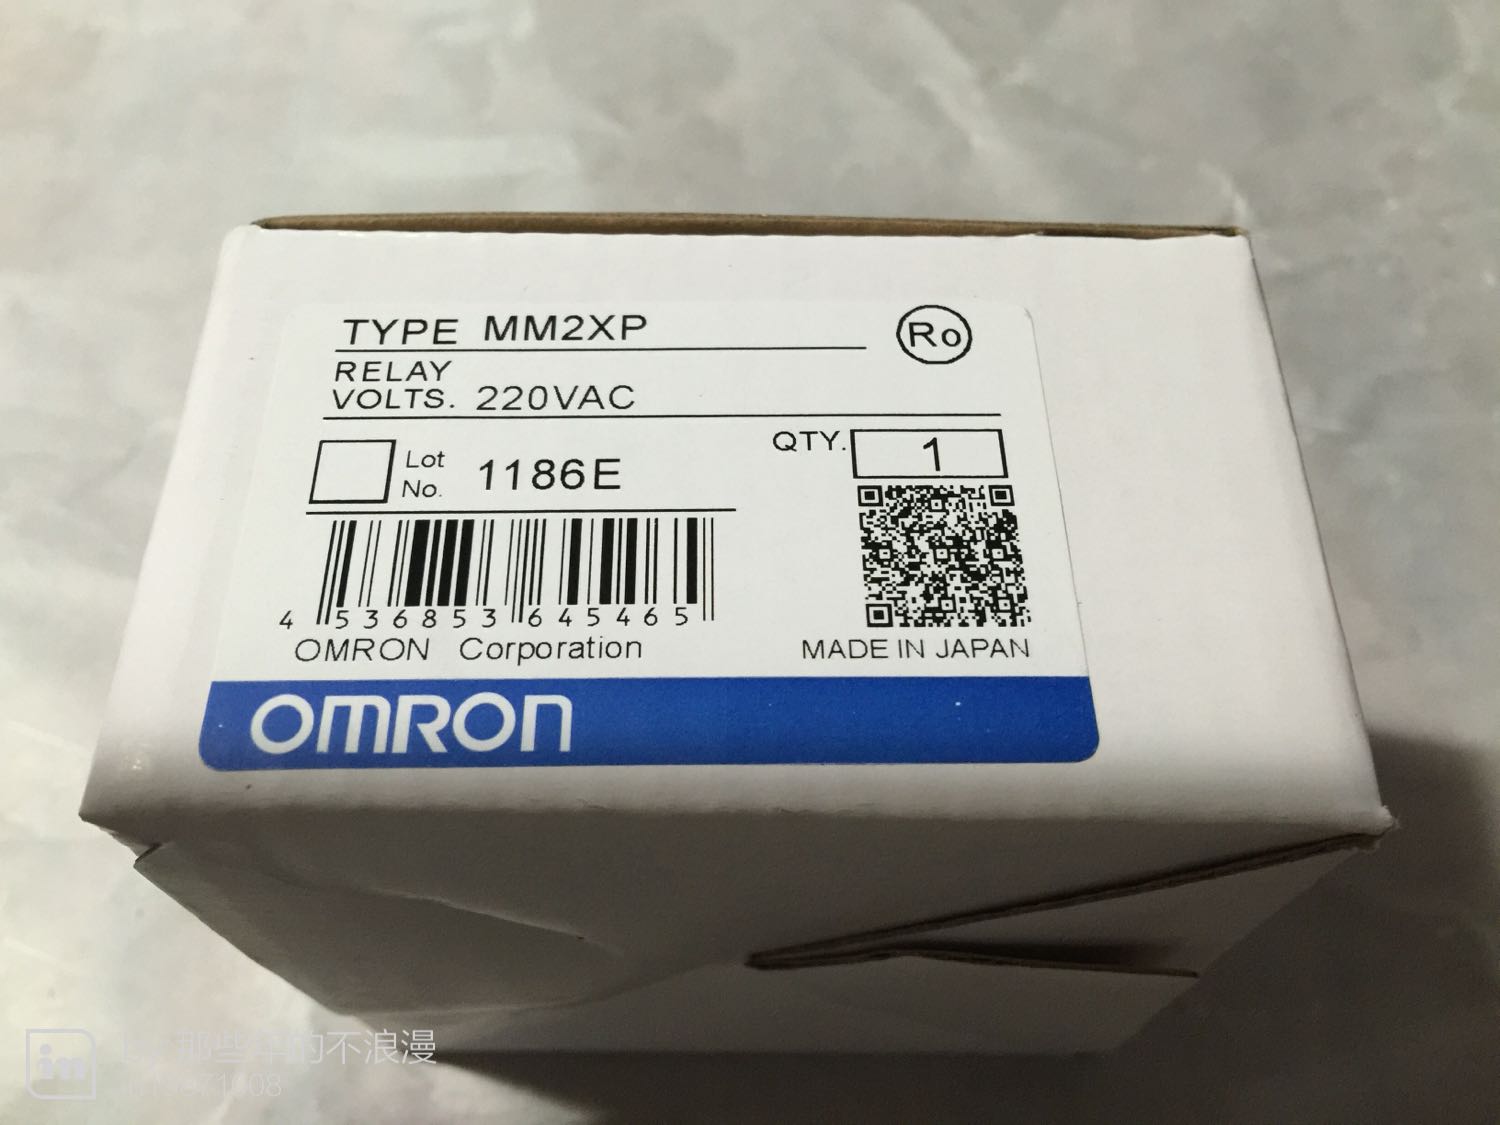 TYPE MM2XP
Ro
RELAY
VOLTS. 220VAC
Lot
No. 1186E
QTY. 1
4 536853 645465
OMRON Corporation
MADE IN JAPAN
OMRON
in
那些年的不浪漫